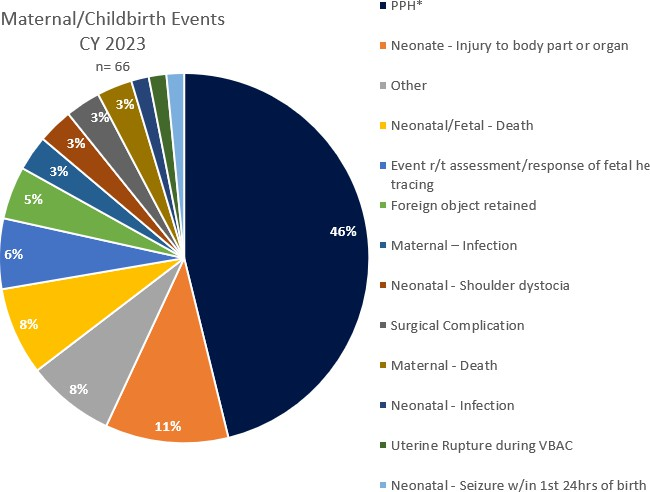 Maternal/Childbirth Events
CY 2023
n= 66
46%
11%
8%
8%
6%
5%
3%
3%
3%
3%
PPH*
Neonate - Injury to body part or organ
Other
Neonatal/Fetal - Death
Event r/t assessment/response of fetal he
tracing
Foreign object retained
Maternal – Infection
Neonatal - Shoulder dystocia
Surgical Complication
Maternal - Death
Neonatal - Infection
Uterine Rupture during VBAC
Neonatal - Seizure w/in 1st 24hrs of birth